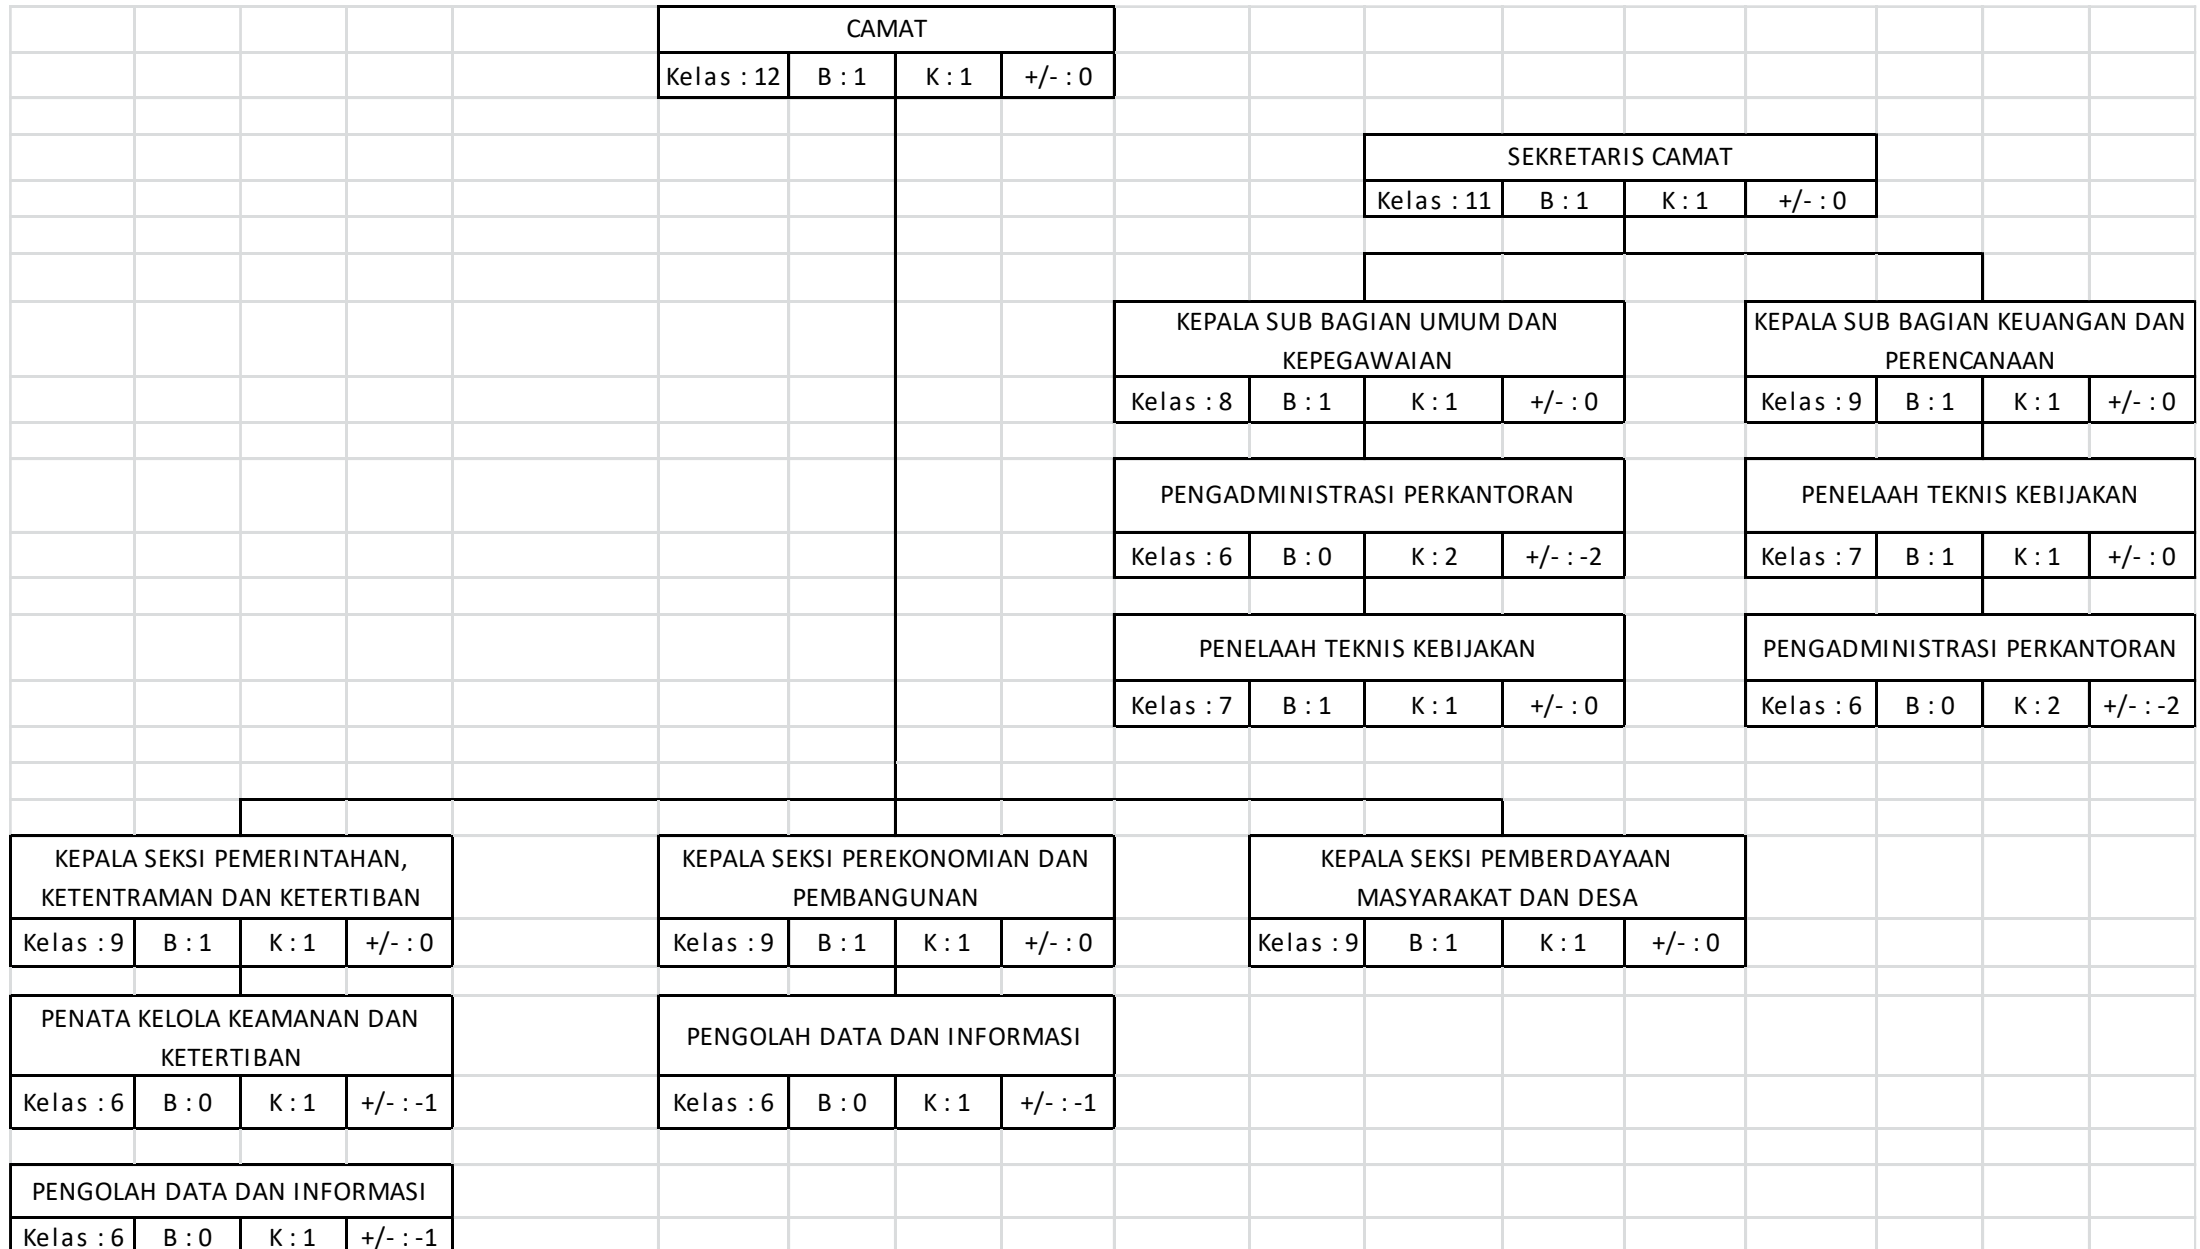 CAMAT
Kelas : 12 B : 1 K : 1 +/- : 0
SEKRETARIS CAMAT
Kelas : 11 B : 1 K : 1 +/- : 0
KEPALA SUB BAGIAN UMUM DAN
KEPEGAWAIAN
Kelas : 8 B : 1 K : 1 +/- : 0
KEPALA SUB BAGIAN KEUANGAN DAN
PERENCANAAN
Kelas : 9 B : 1 K : 1 +/- : 0
PENGADMINISTRASI PERKANTORAN
Kelas : 6 B : 0 K : 2 +/- : -2
PENELAAH TEKNIS KEBIJAKAN
Kelas : 7 B : 1 K : 1 +/- : 0
PENELAAH TEKNIS KEBIJAKAN
Kelas : 7 B : 1 K : 1 +/- : 0
PENGADMINISTRASI PERKANTORAN
Kelas : 6 B : 0 K : 2 +/- : -2
KEPALA SEKSI PEMERINTAHAN,
KETENTRAMAN DAN KETERTIBAN
Kelas : 9 B : 1 K : 1 +/- : 0
KEPALA SEKSI PEREKONOMIAN DAN
PEMBANGUNAN
Kelas : 9 B : 1 K : 1 +/- : 0
KEPALA SEKSI PEMBERDAYAAN
MASYARAKAT DAN DESA
Kelas : 9 B : 1 K : 1 +/- : 0
PENATA KELOLA KEAMANAN DAN
KETERTIBAN
Kelas : 6 B : 0 K : 1 +/- : -1
PENGOLAH DATA DAN INFORMASI
Kelas : 6 B : 0 K : 1 +/- : -1
PENGOLAH DATA DAN INFORMASI
Kelas : 6 B : 0 K : 1 +/- : -1